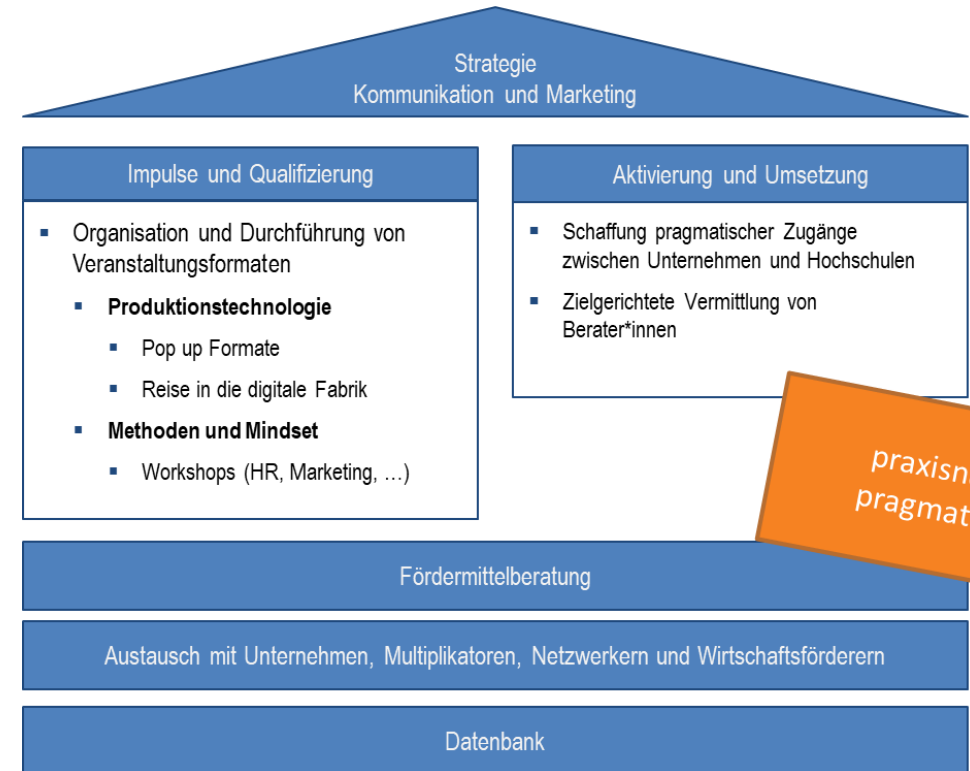 Strategie
Kommunikation und Marketing
Impulse und Qualifizierung
Organisation und Durchführung von
Veranstaltungsformaten
Produktionstechnologie
Pop up Formate
Reise in die digitale Fabrik
Methoden und Mindset
Workshops (HR, Marketing, …)
Aktivierung und Umsetzung
Schaffung pragmatischer Zugänge
zwischen Unternehmen und Hochschulen
Zielgerichtete Vermittlung von
Berater*innen
Fördermittelberatung
Austausch mit Unternehmen, Multiplikatoren, Netzwerkern und Wirtschaftsförderern
Datenbank